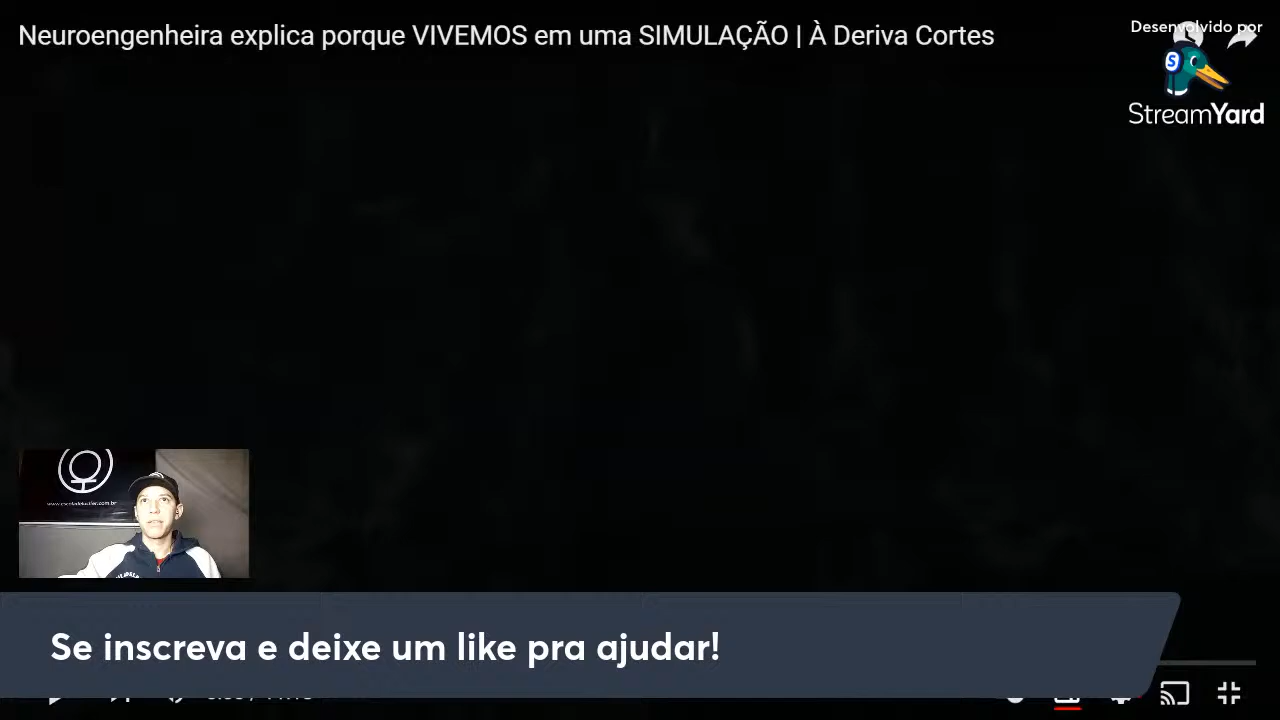 Neuroengenheira explica porque VIVEMOS em uma SIMULAÇÃO | À Deriva Cortes
Desenvolvido por
S
StreamYard
Se inscreva e deixe um like pra ajudar!